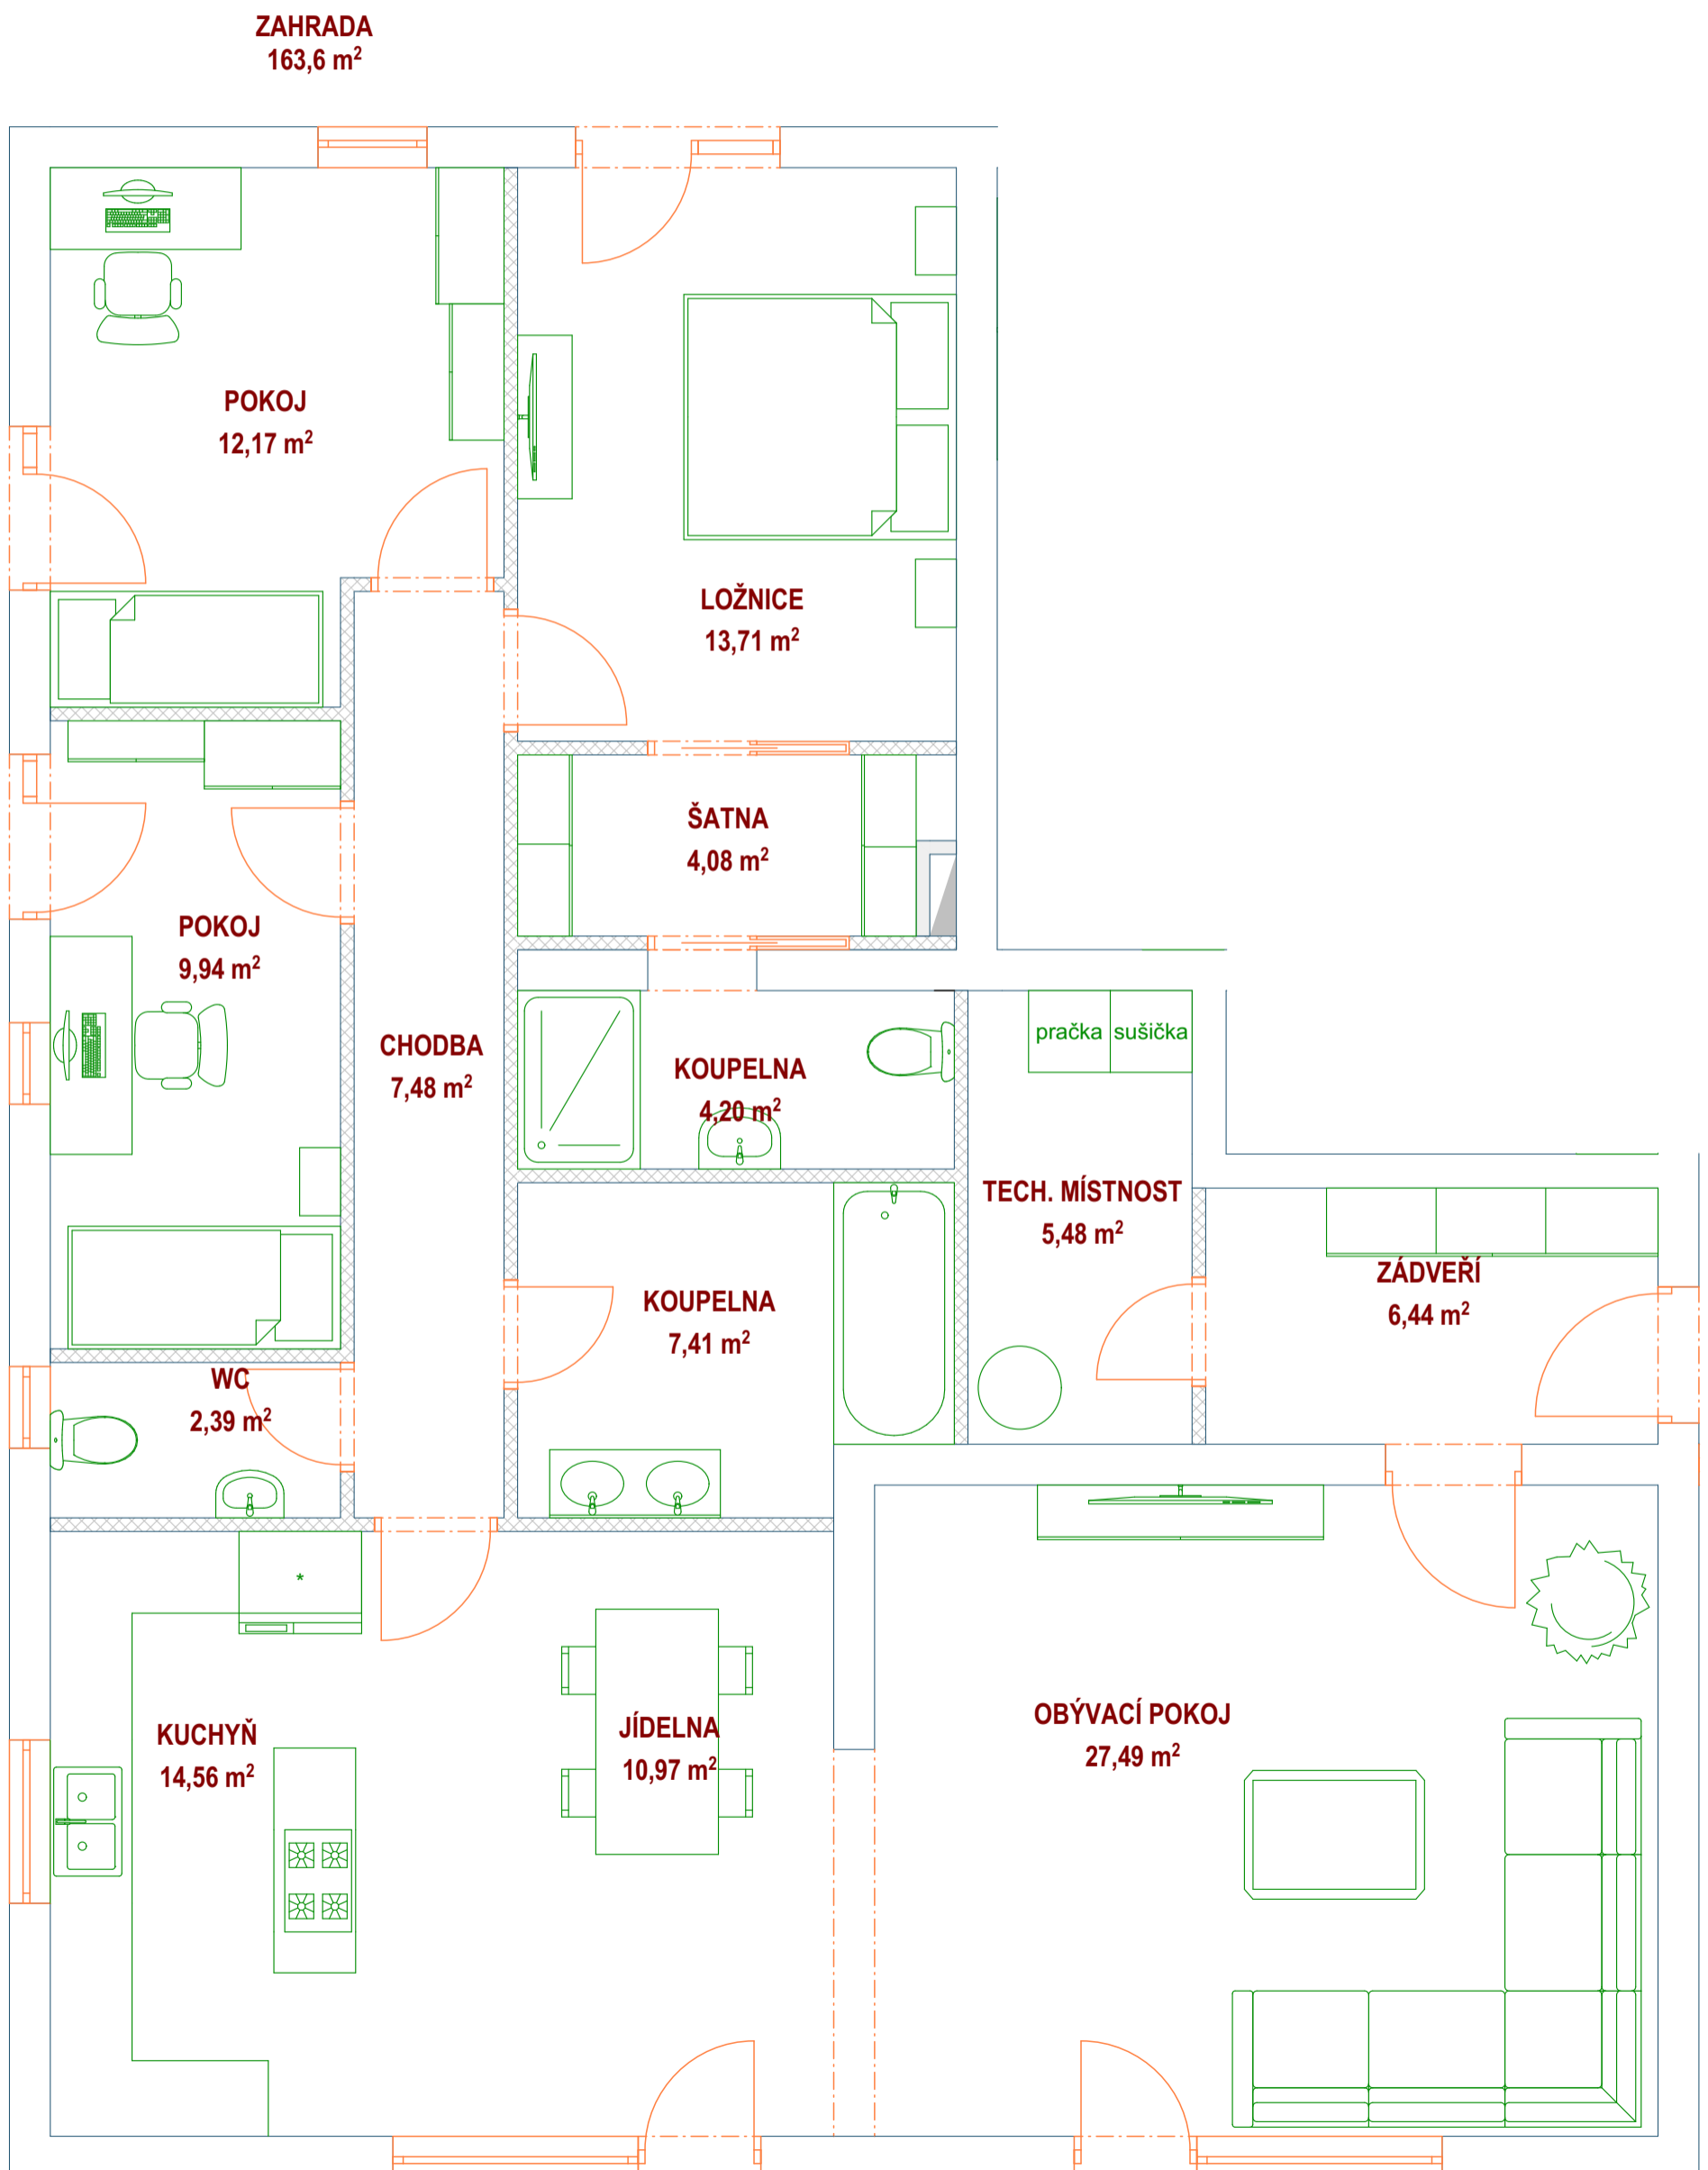 ZAHRADA
163,6 m²
POKOJ
12,17 m²
LOŽNICE
13,71 m²
ŠATNA
4,08 m²
POKOJ
9,94 m²
CHODBA
7,48 m²
KOUPELNA
4,20 m²
pračka sušička
TECH. MÍSTNOST
5,48 m²
ZÁDVEŘÍ
6,44 m²
KOUPELNA
7,41 m²
WC
2,39 m²
*
KUCHYŇ
14,56 m²
JÍDELNA
10,97 m²
OBÝVACÍ POKOJ
27,49 m²